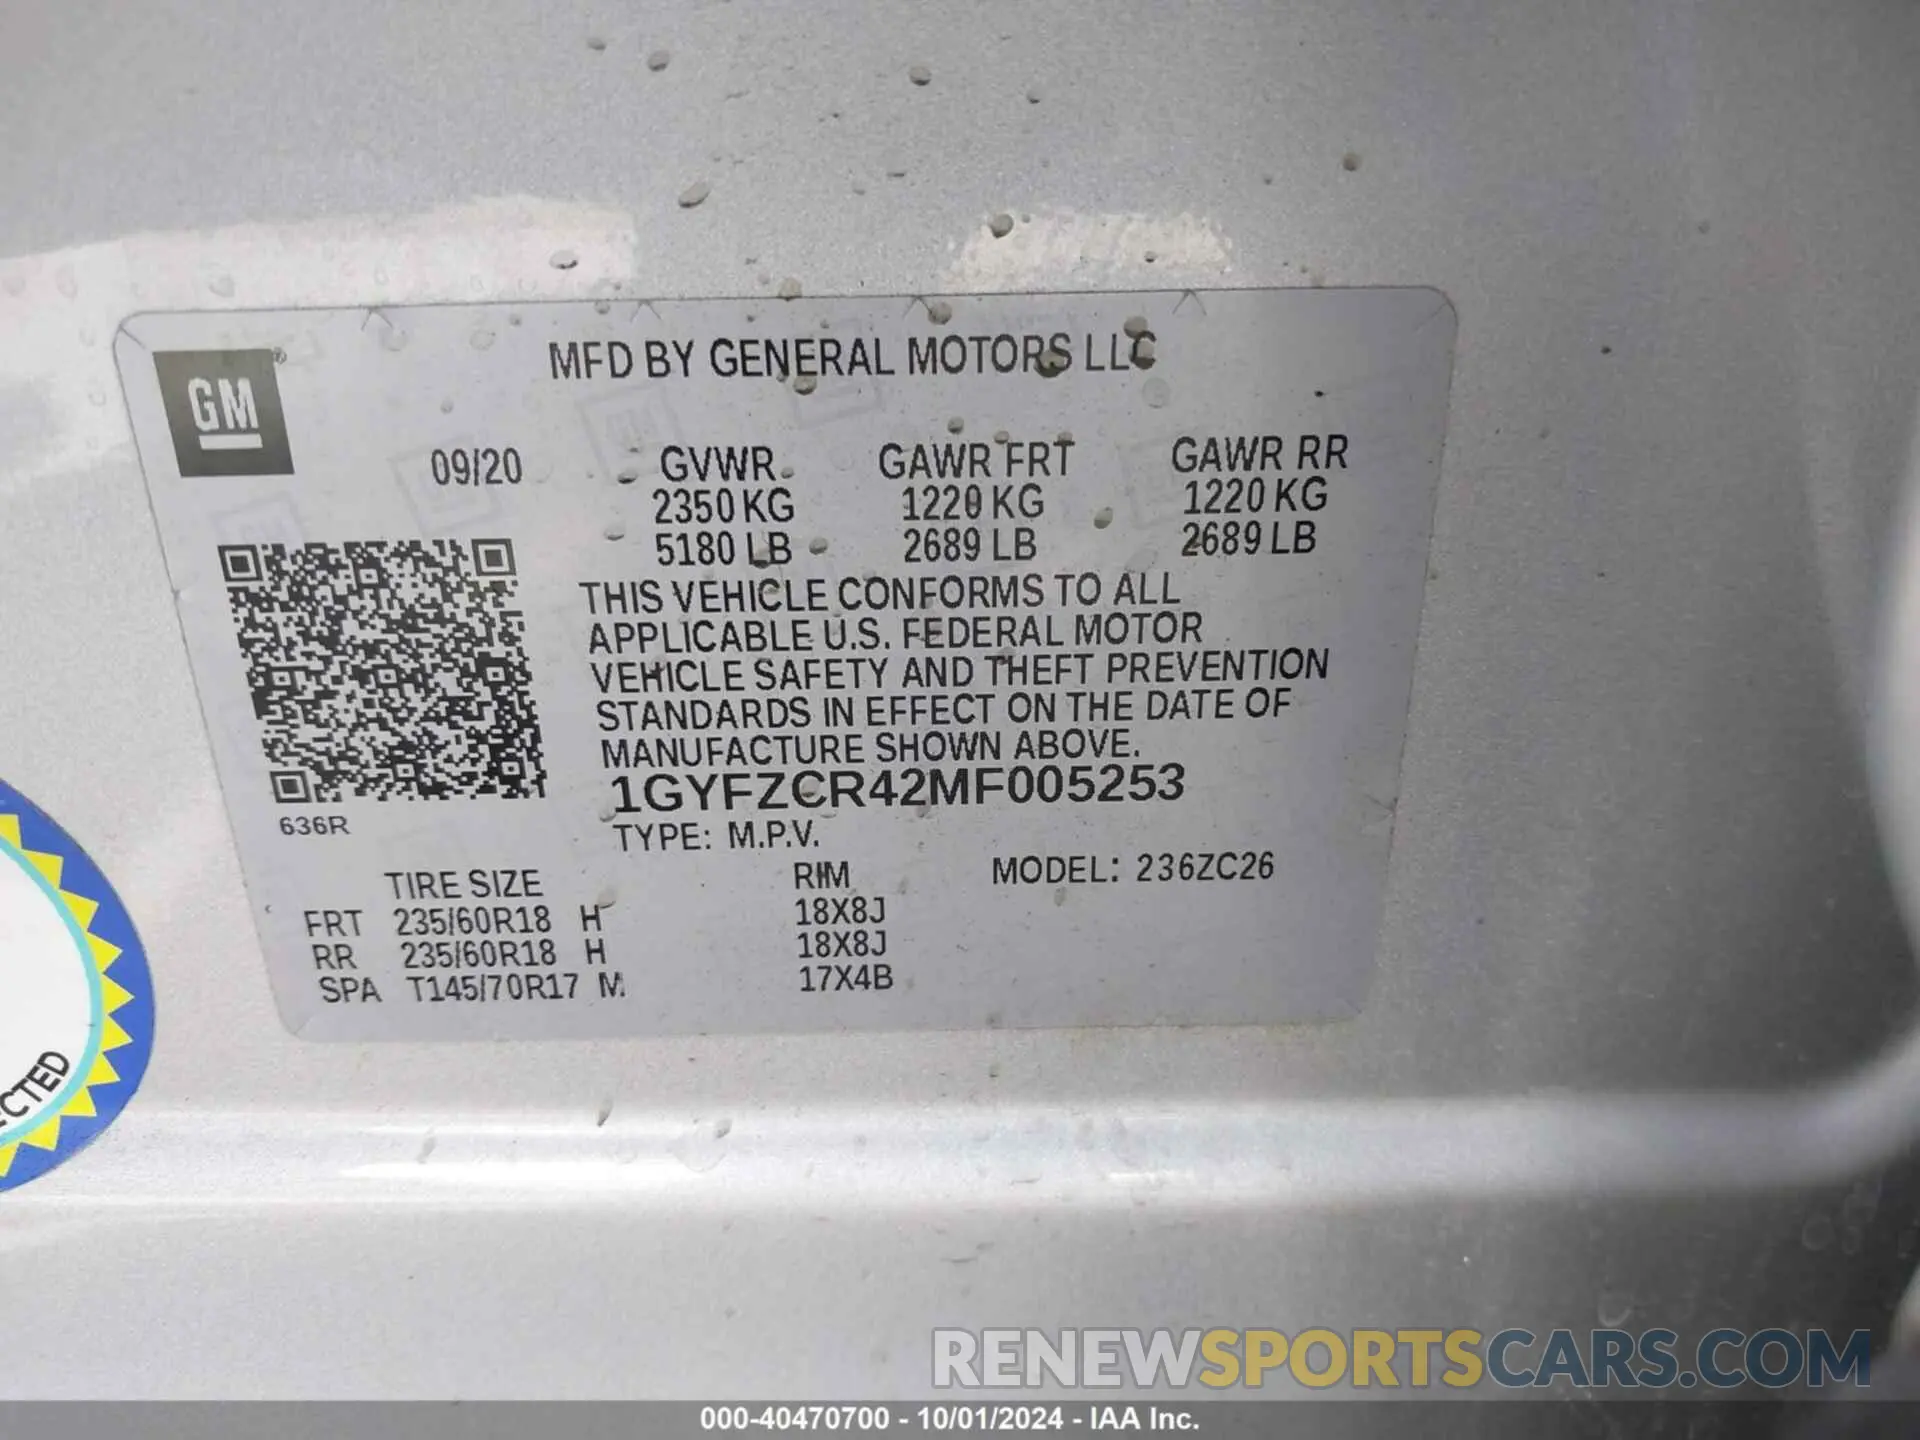 MFD BY GENERAL MOTORS LLC
GM ®
09/20 GVWR GAWR FRT GAWR RR
2350 KG 1220 KG 1220 KG
5180 LB 2689 LB 2689 LB
THIS VEHICLE CONFORMS TO ALL
APPLICABLE U.S. FEDERAL MOTOR
VEHICLE SAFETY AND THEFT PREVENTION
STANDARDS IN EFFECT ON THE DATE OF
MANUFACTURE SHOWN ABOVE.
1GYFZCR42MF005253
636R
TYPE: M.P.V.
TIRE SIZE RIM MODEL: 236ZC26
FRT 235/60R18 H 18X8J
RR 235/60R18 H 18X8J
SPA T145/70R17 M 17X4B
RENEWSPORTSCARS.COM
000-40470700 - 10/01/2024 - IAA Inc.